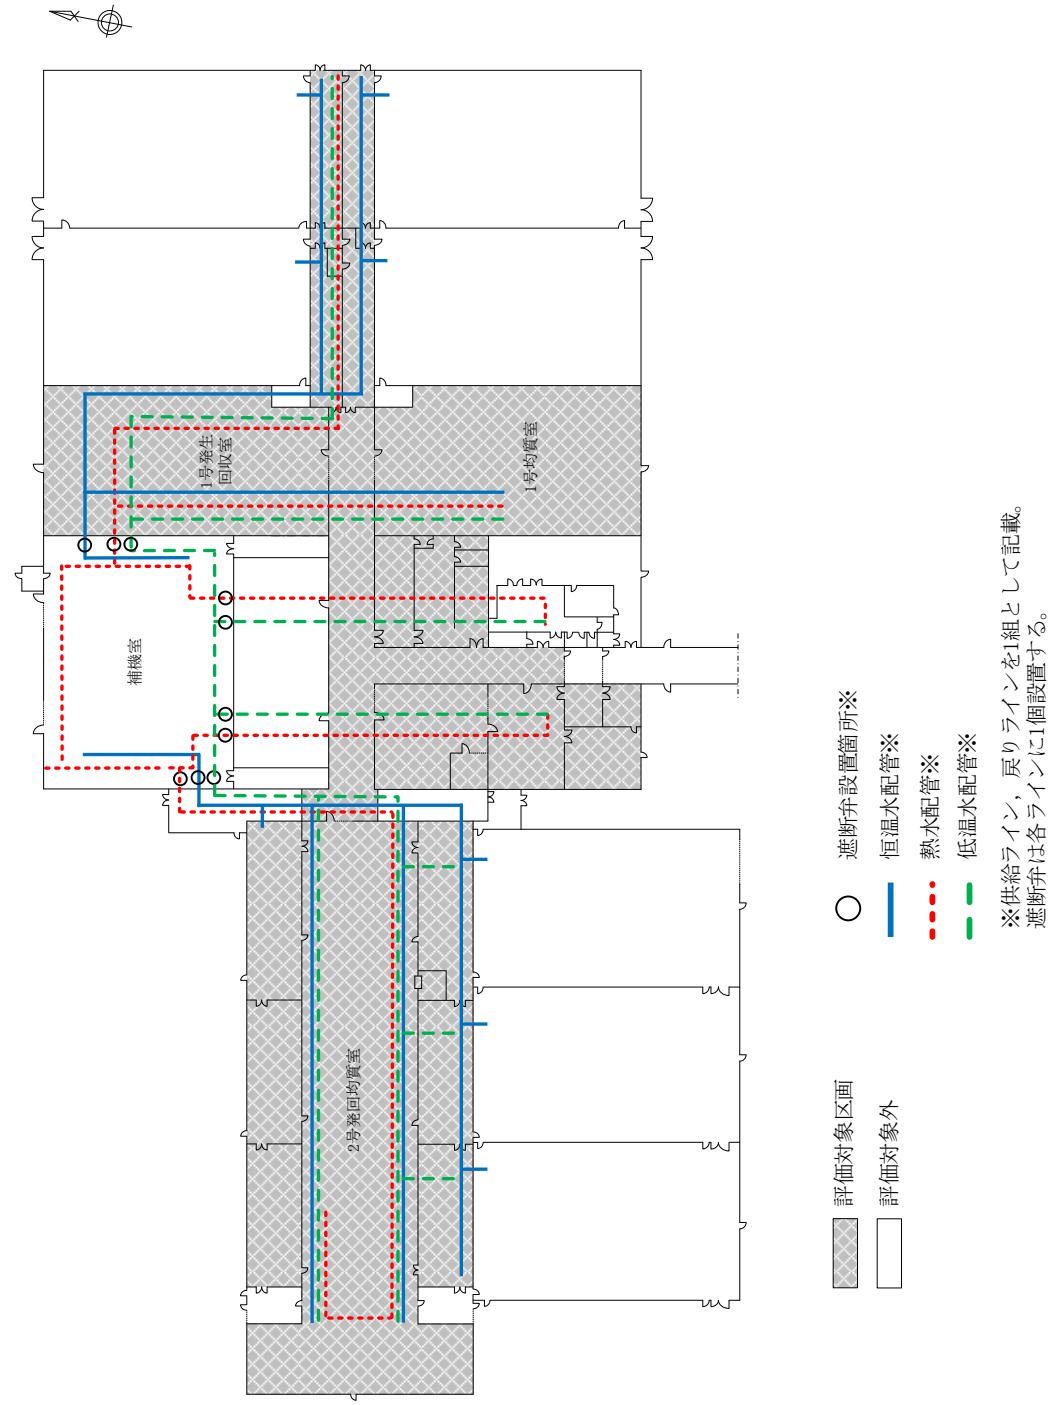 1号発生
回収室
1号均質室
補機室
2号発回均質室
遮断弁設置箇所※
恒温水配管※
熱水配管※
低温水配管※
※供給ライン，戻りラインを1組として記載。
遮断弁は各ラインに1個設置する。
評価対象区画
評価対象外